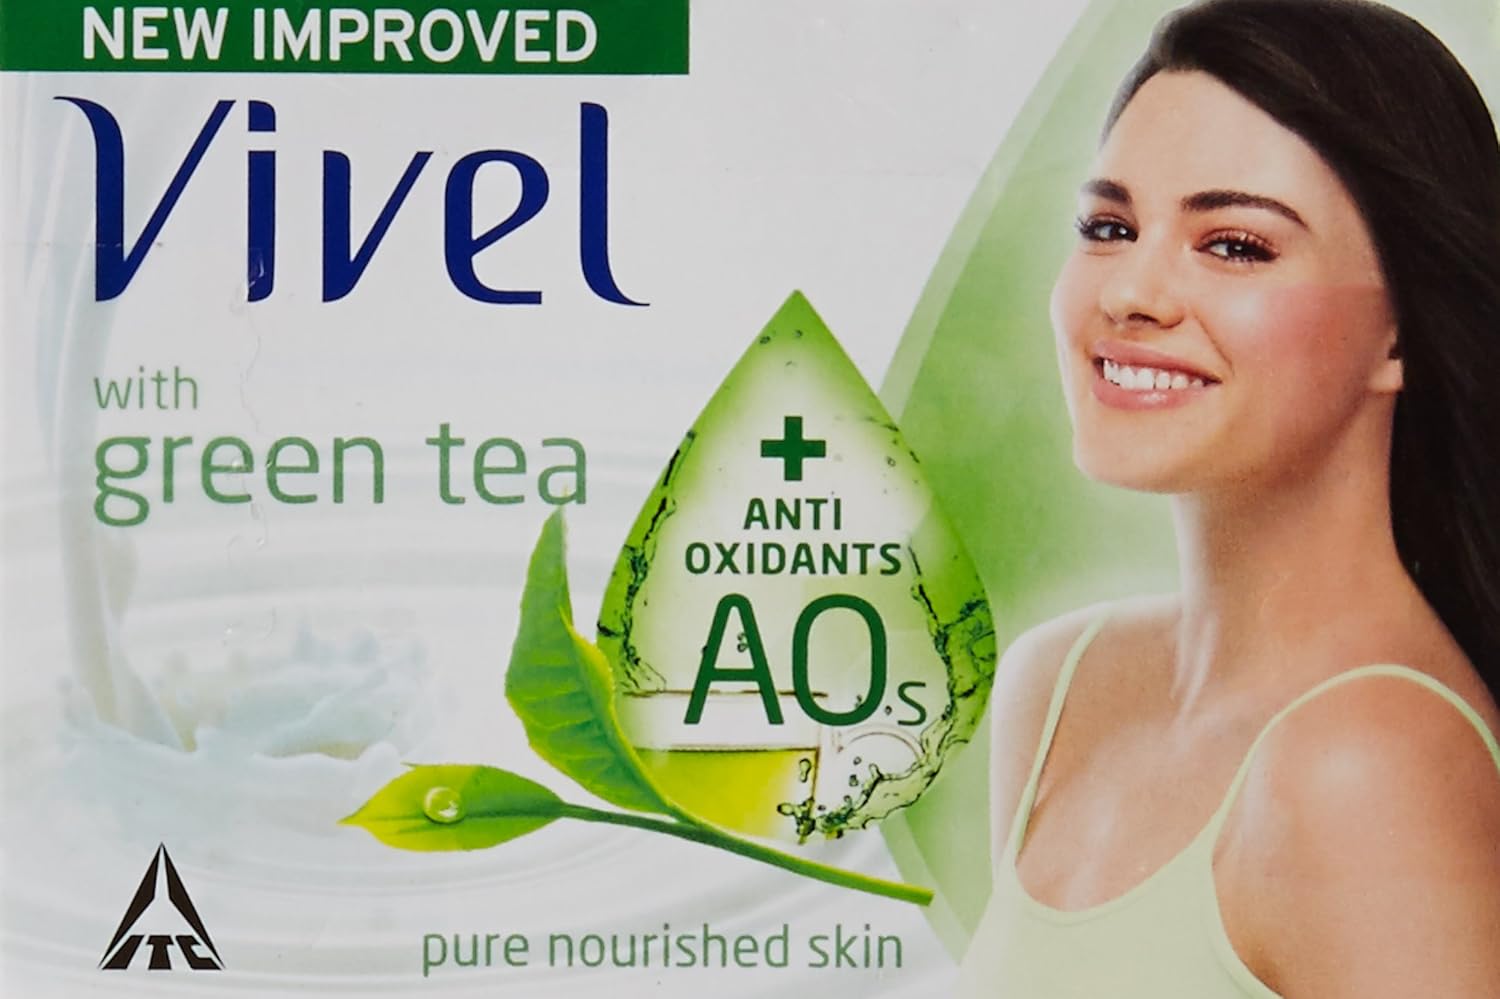 NEW IMPROVED
Vivel
with
green tea
+
ANTI
OXIDANTS
AOs
ITC
pure nourished skin